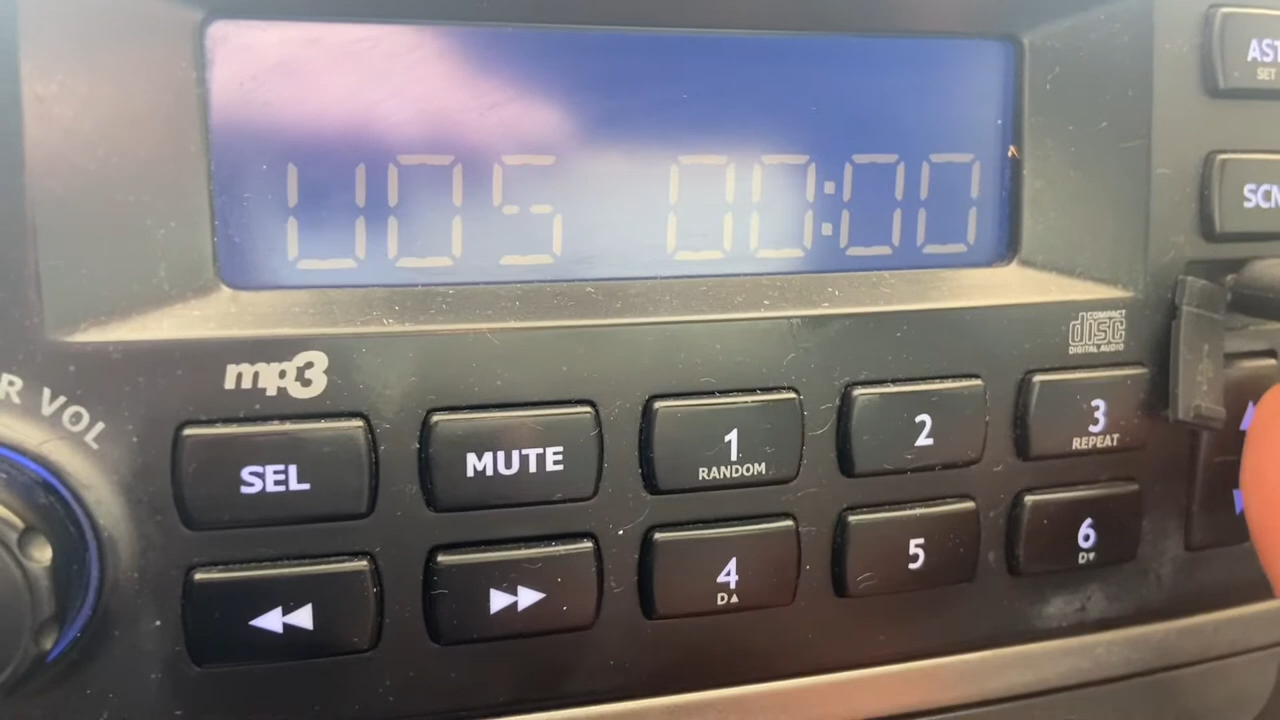 U05 00:00
AST
SET
SCN
COMPACT
disc
DIGITAL AUDIO
mp3
R VOL
SEL
MUTE
1
RANDOM
2
3
REPEAT
4
D▲
5
6
D▼